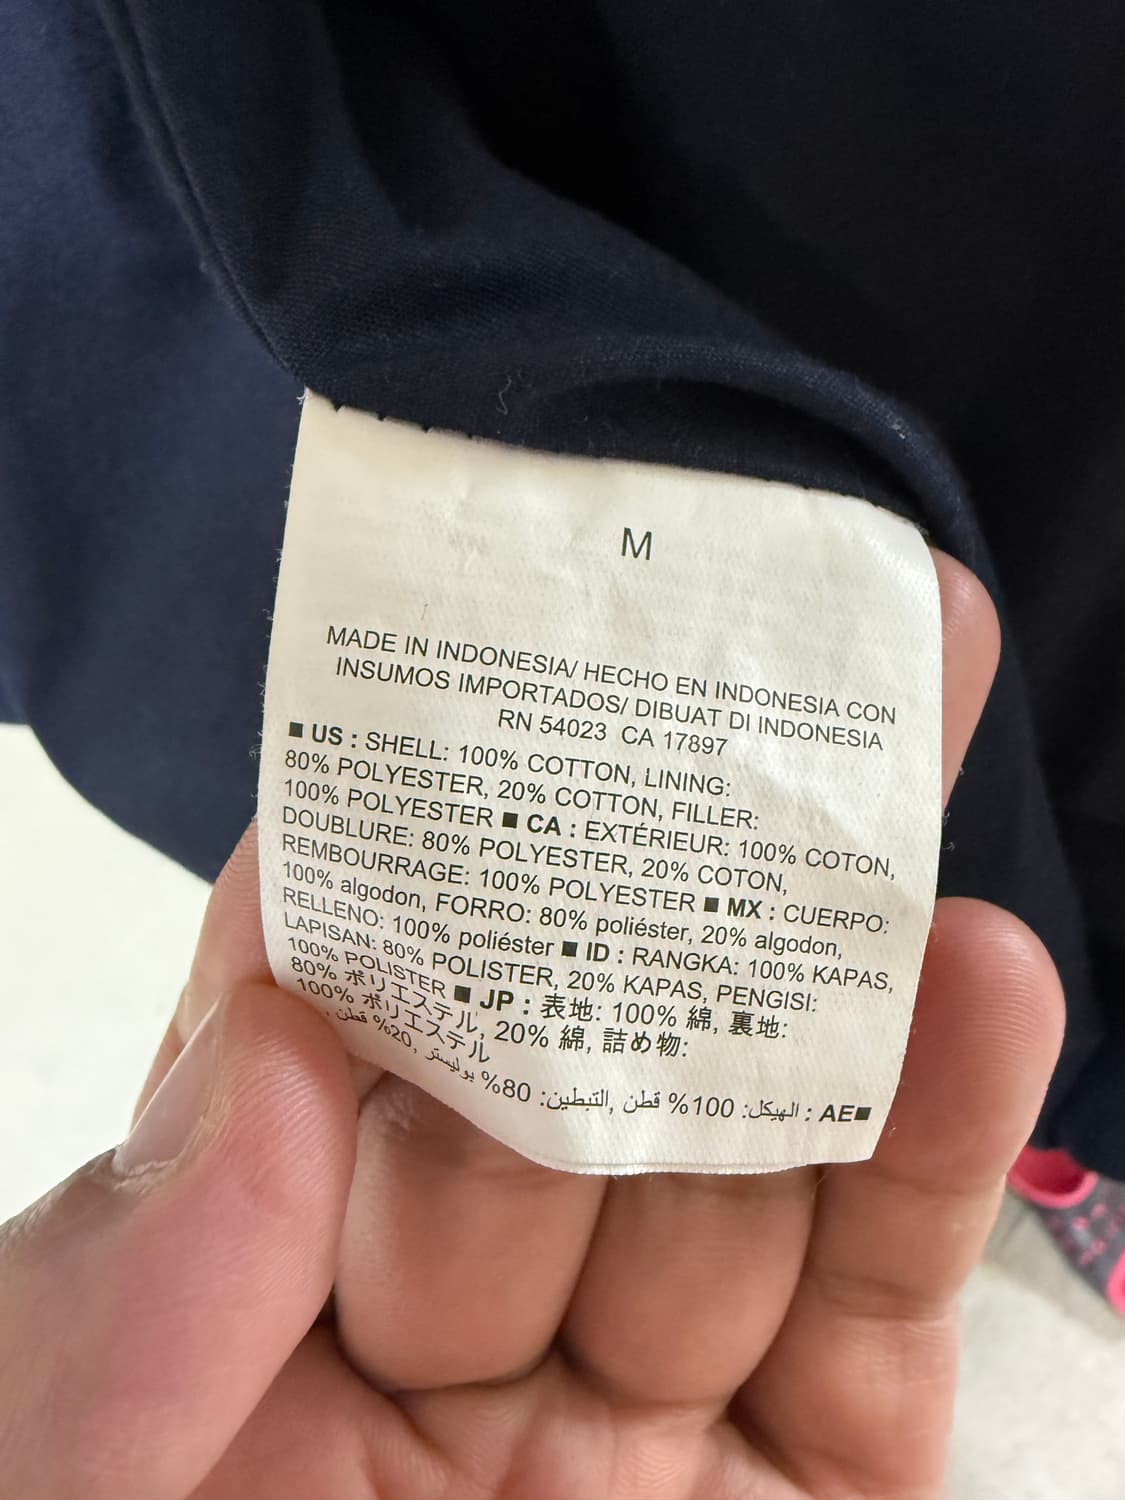 M
MADE IN INDONESIA/ HECHO EN INDONESIA CON
INSUMOS IMPORTADOS/ DIBUAT DI INDONESIA
RN 54023 CA 17897
■ US : SHELL: 100% COTTON, LINING:
80% POLYESTER, 20% COTTON, FILLER:
100% POLYESTER ■ CA : EXTÉRIEUR: 100% COTON,
DOUBLURE: 80% POLYESTER, 20% COTON,
REMBOURRAGE: 100% POLYESTER ■ MX : CUERPO:
100% algodon, FORRO: 80% poliéster, 20% algodon,
RELLENO: 100% poliéster ■ ID : RANGKA: 100% KAPAS,
LAPISAN: 80% POLISTER, 20% KAPAS, PENGISI:
100% POLISTER ■ JP : 表地: 100% 綿, 裏地:
80% ポリエステル, 20% 綿, 詰め物:
100% ポリエステル
■AE : الهيكل: 100% قطن, التبطين: 80% بوليستر, 20% قطن,